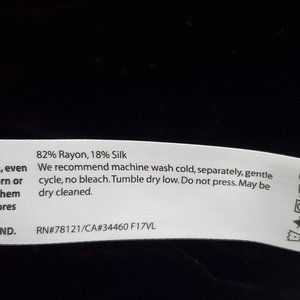 82% Rayon, 18% Silk
, even We recommend machine wash cold, separately, gentle
rn or cycle, no bleach. Tumble dry low. Do not press. May be
hem dry cleaned.
ores
ND. RN#78121/CA#34460 F17VL